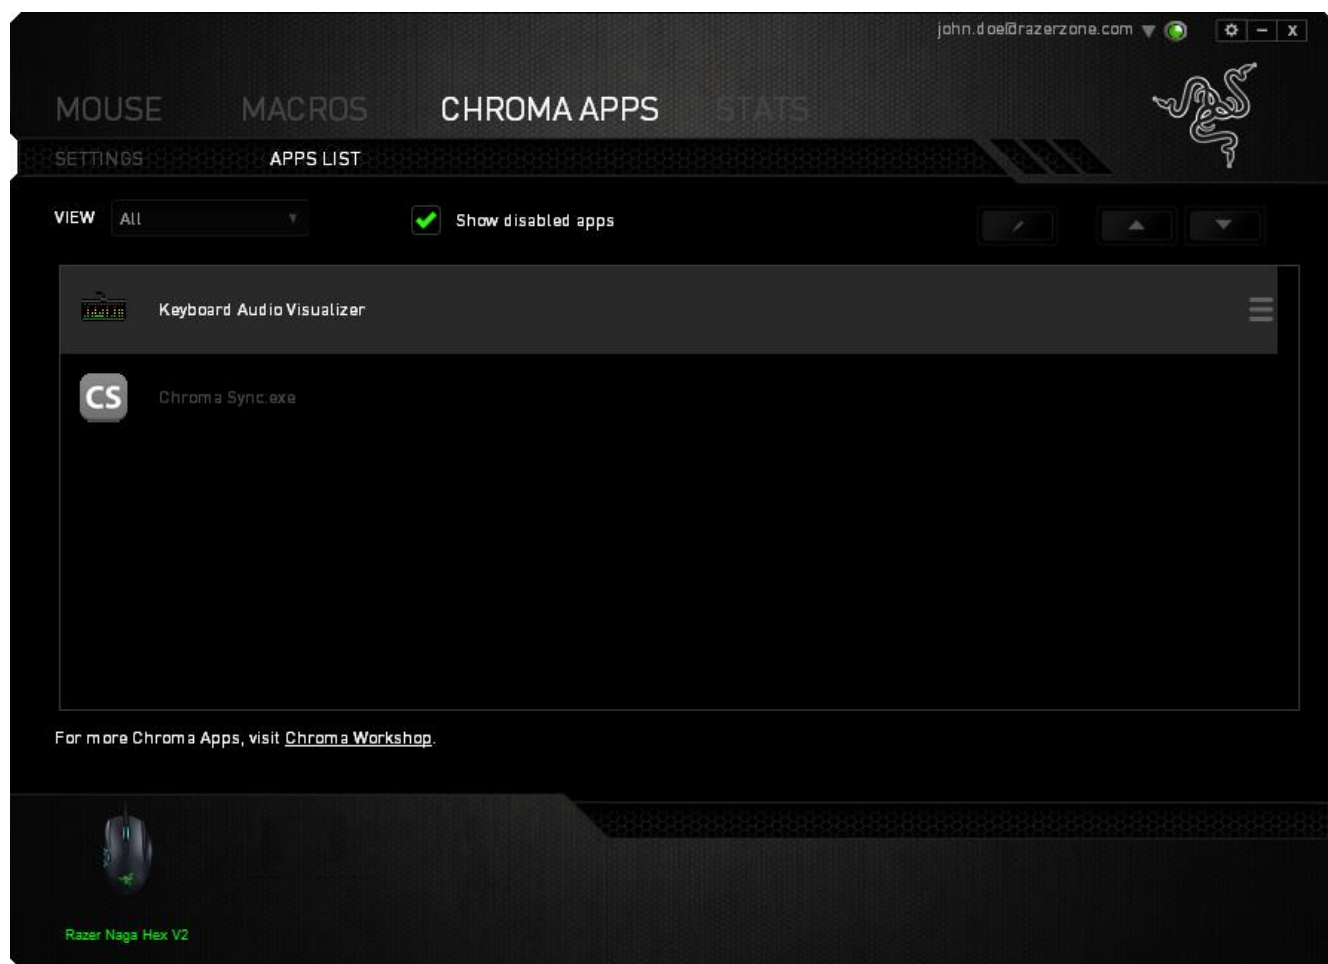 john.doe@razerzone.com
MOUSE MACROS CHROMA APPS STATS
SETTINGS APPS LIST
VIEW All Show disabled apps
Keyboard Audio Visualizer
CS Chroma Sync.exe
For more Chroma Apps, visit Chroma Workshop.
Razer Naga Hex V2